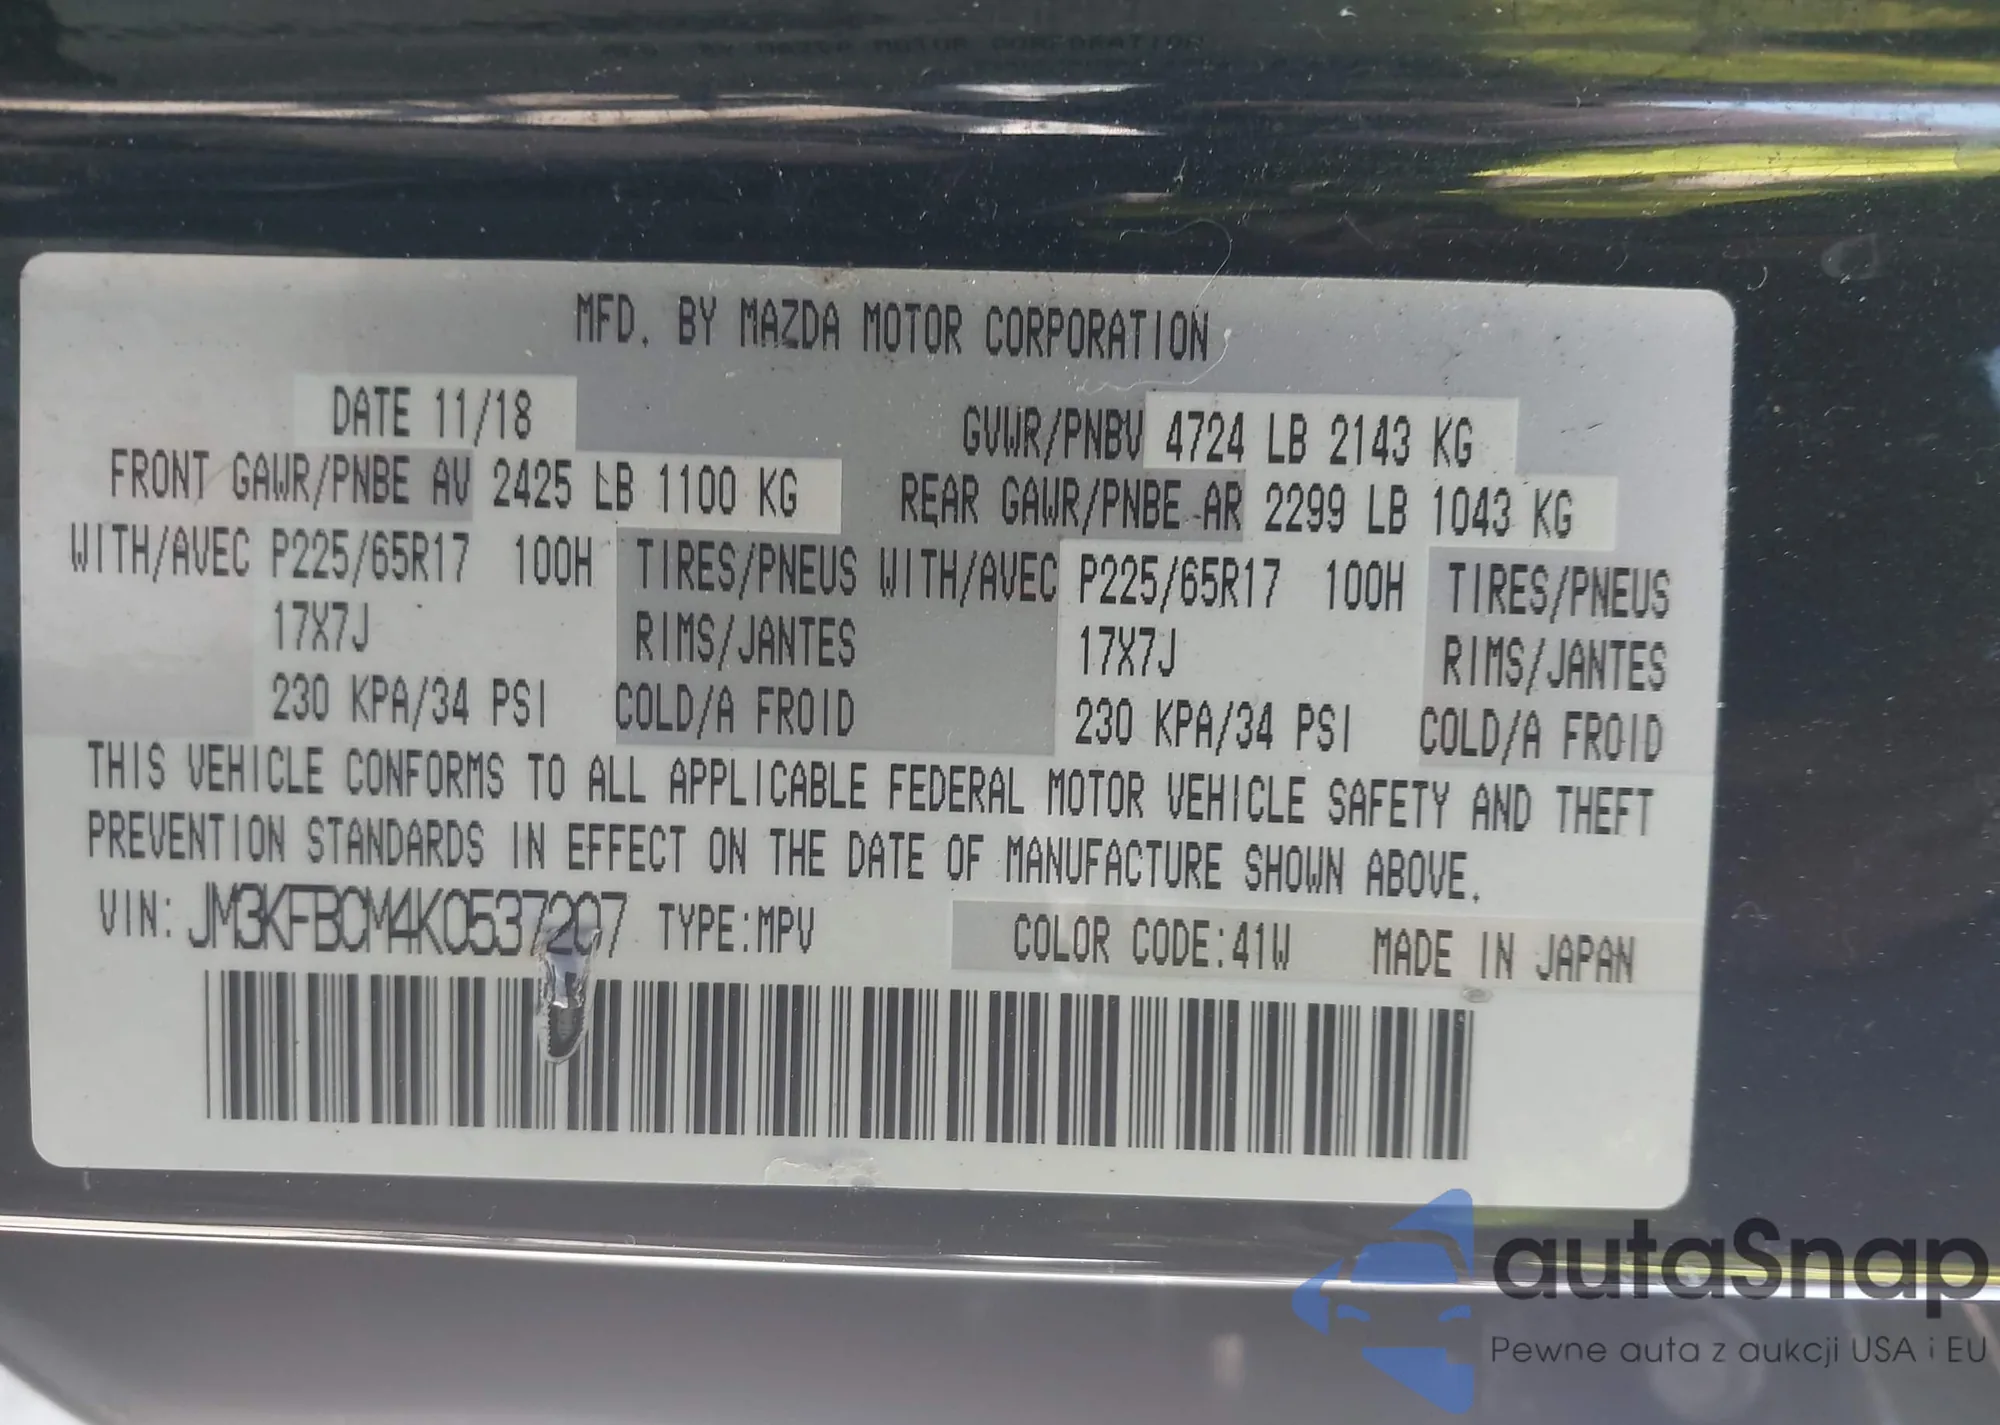 MFD. BY MAZDA MOTOR CORPORATION
DATE 11/18
GVWR/PNBV 4724 LB 2143 KG
FRONT GAWR/PNBE AV 2425 LB 1100 KG
REAR GAWR/PNBE AR 2299 LB 1043 KG
WITH/AVEC P225/65R17 100H TIRES/PNEUS WITH/AVEC P225/65R17 100H TIRES/PNEUS
17X7J RIMS/JANTES 17X7J RIMS/JANTES
230 KPA/34 PSI COLD/A FROID 230 KPA/34 PSI COLD/A FROID
THIS VEHICLE CONFORMS TO ALL APPLICABLE FEDERAL MOTOR VEHICLE SAFETY AND THEFT
PREVENTION STANDARDS IN EFFECT ON THE DATE OF MANUFACTURE SHOWN ABOVE.
VIN: JM3KFBCM4K0537207 TYPE:MPV COLOR CODE:41W MADE IN JAPAN
autaSnap
Pewne auta z aukcji USA i EU